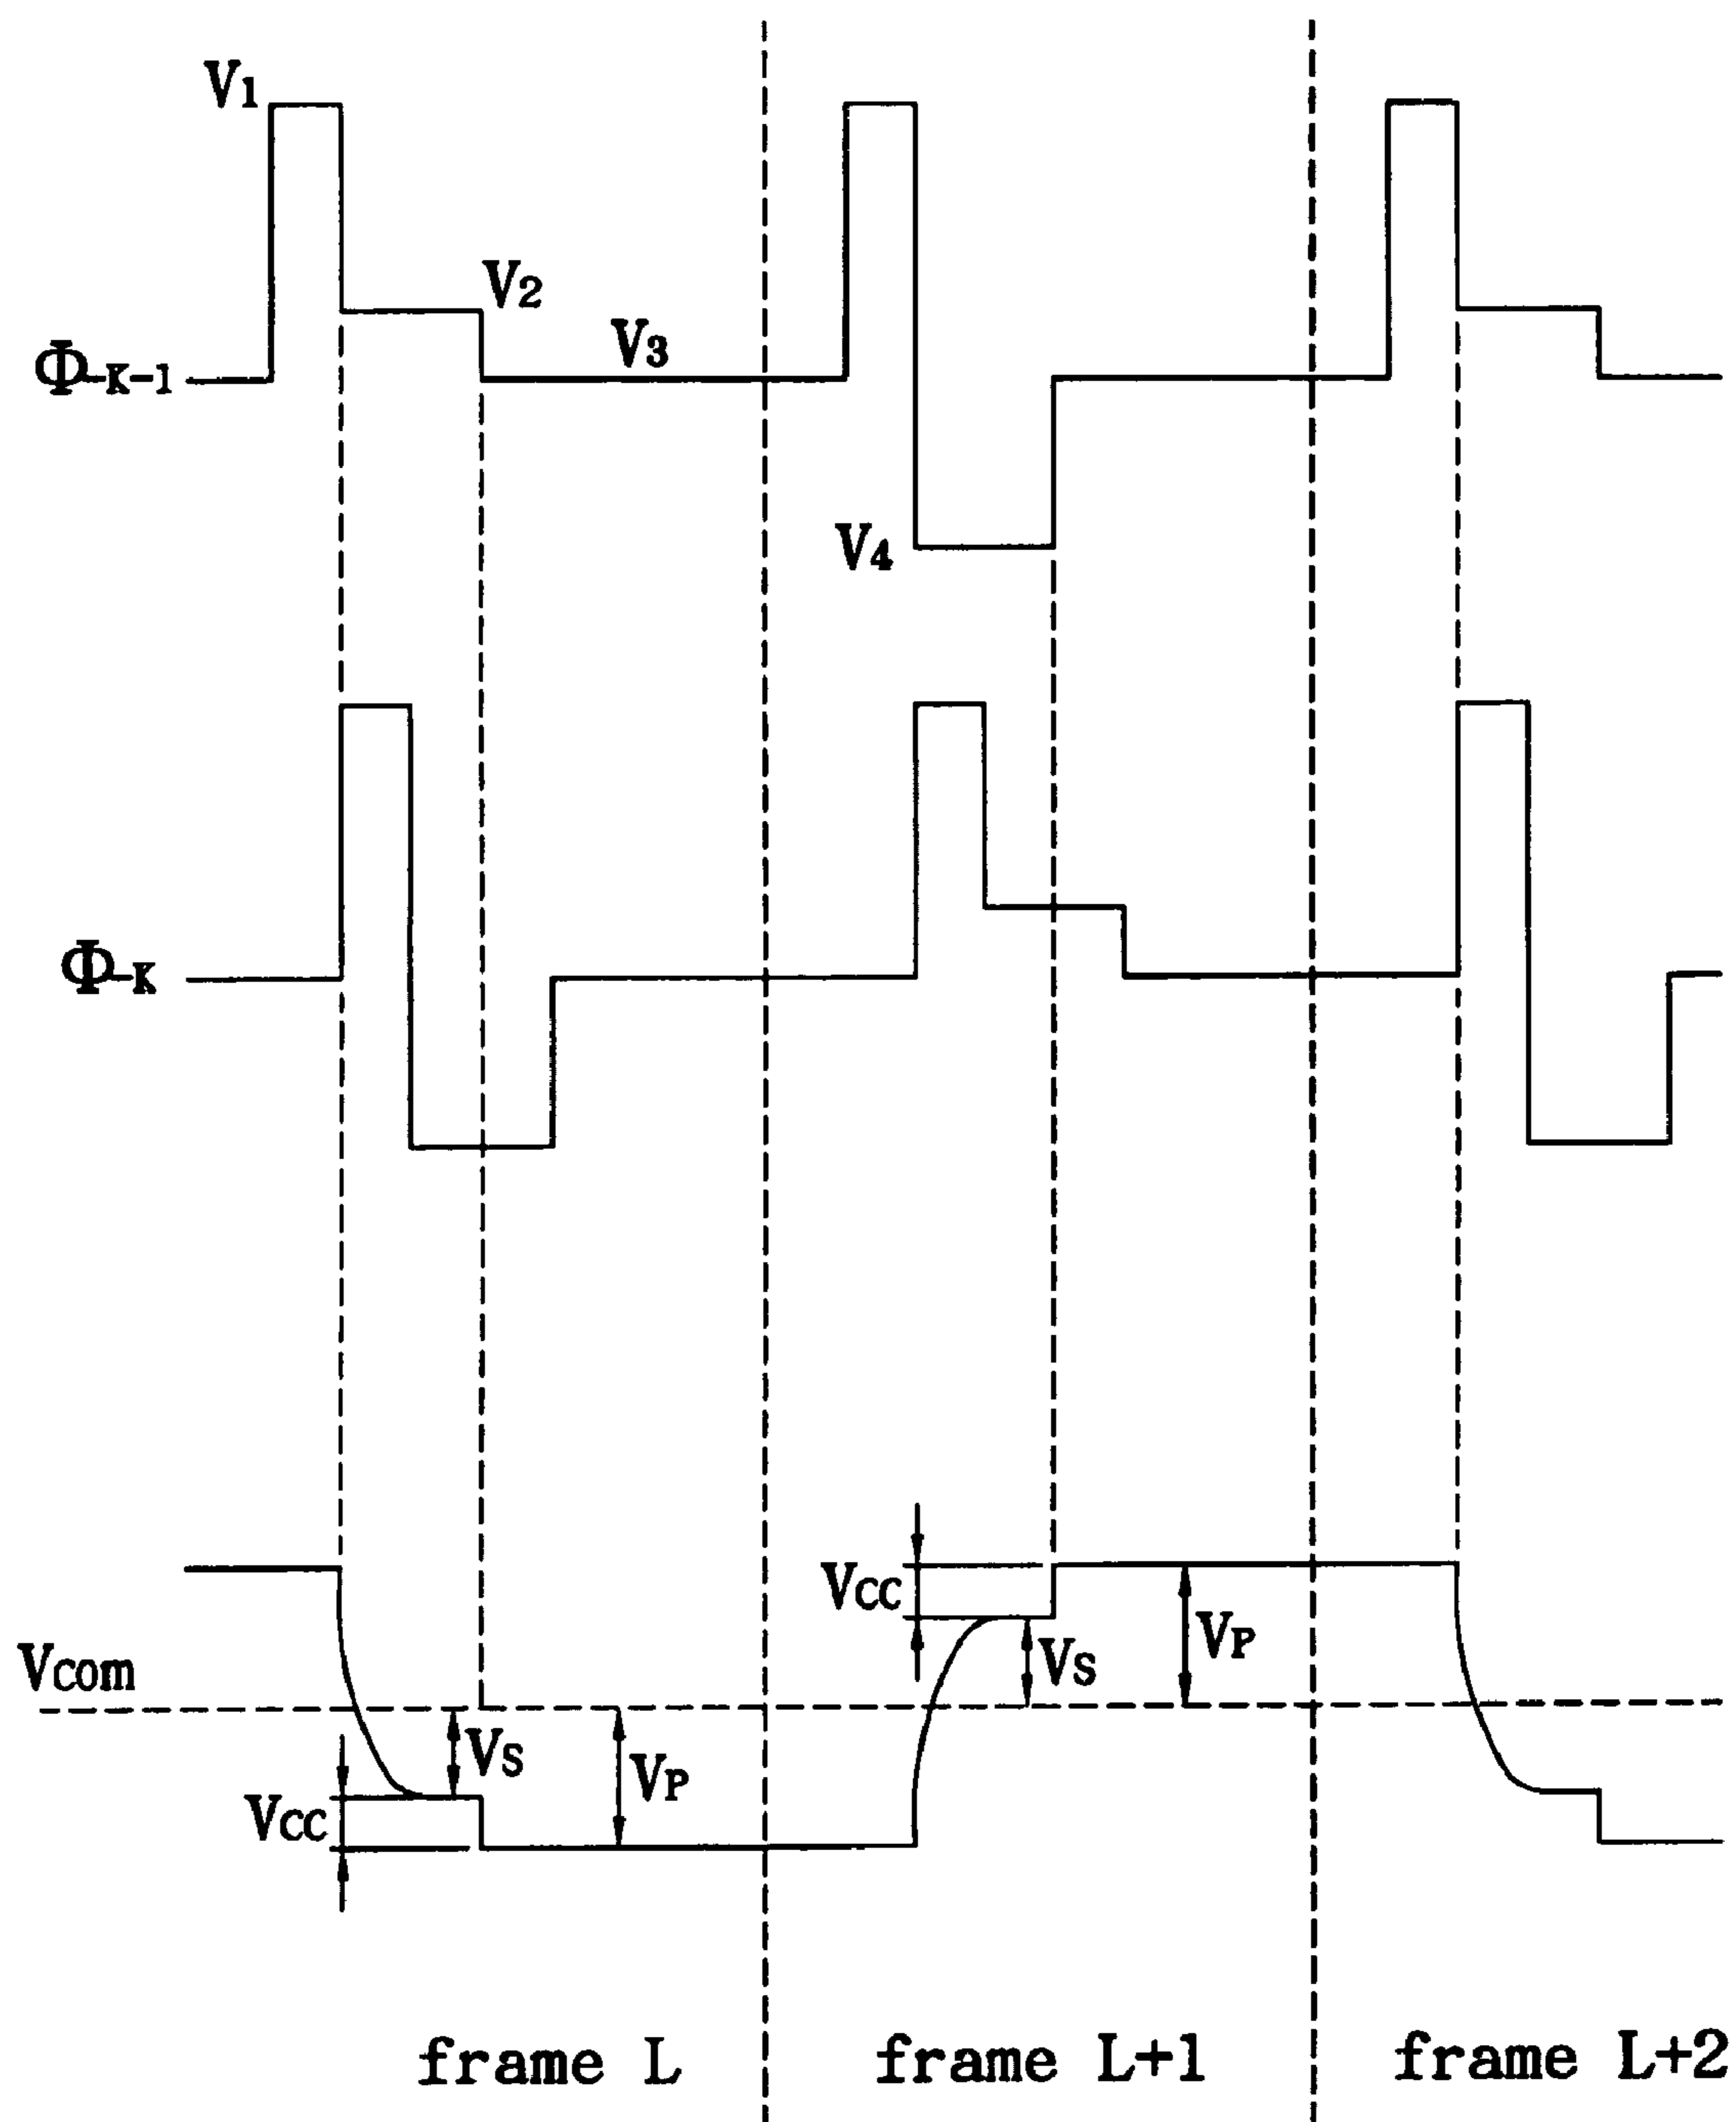 V1
V2
V3
Φ-K-1
V4
Φ-K
VCC
VP
VS
Vcom
VS
VP
VCC
frame L
frame L+1
frame L+2